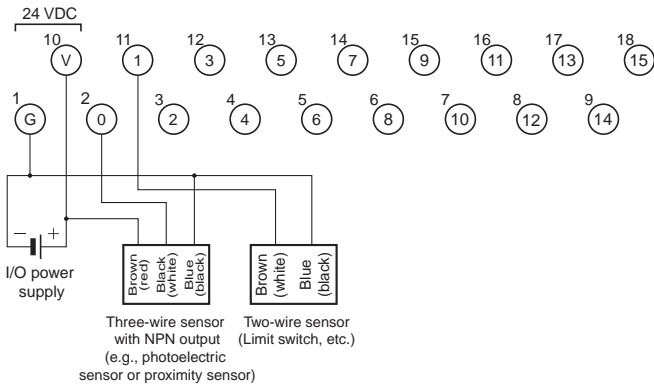 24 VDC
10 11 12 13 14 15 16 17 18
V 1 3 5 7 9 11 13 15
1 2 3 4 5 6 7 8 9
G 0 2 4 6 8 10 12 14
− +
I/O power
supply
Brown
(red)
Black
(white)
Blue
(black)
Brown
(white)
Blue
(black)
Three-wire sensor
with NPN output
(e.g., photoelectric
sensor or proximity sensor)
Two-wire sensor
(Limit switch, etc.)